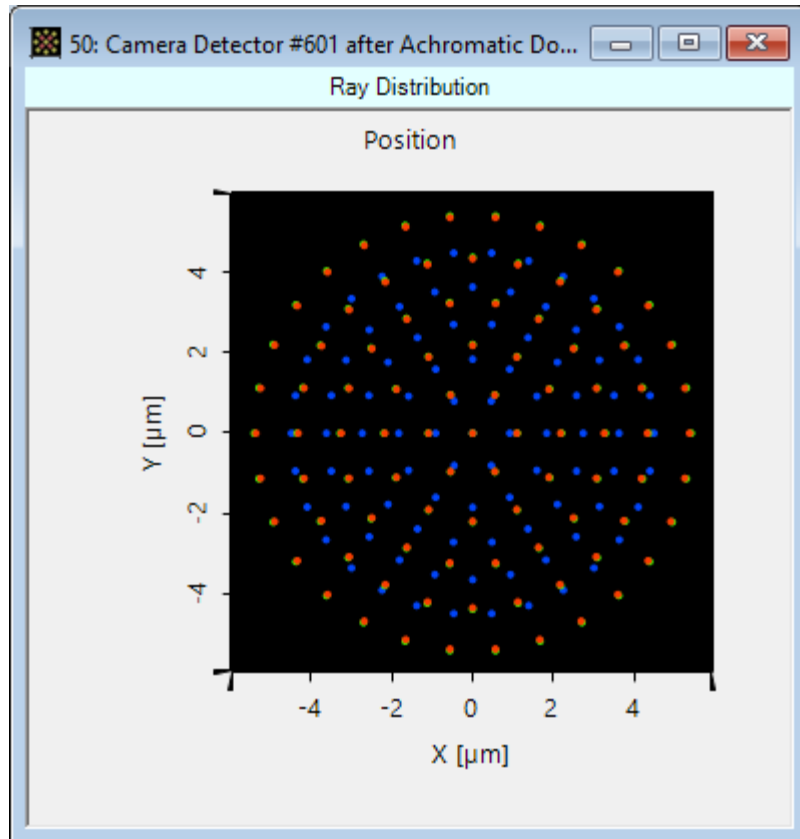 50: Camera Detector #601 after Achromatic Do...
Ray Distribution
Position
4
2
0
-2
-4
Y [µm]
-4 -2 0 2 4
X [µm]